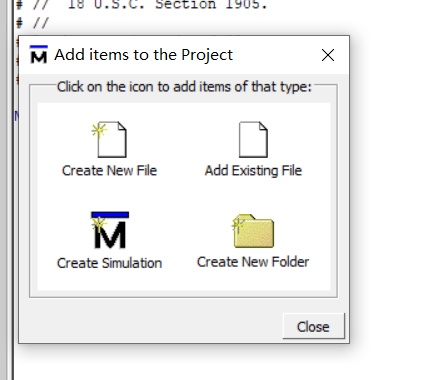 # // 18 U.S.C. Section 1905.
# //
Add items to the Project
Click on the icon to add items of that type:
Create New File
Add Existing File
Create Simulation
Create New Folder
Close